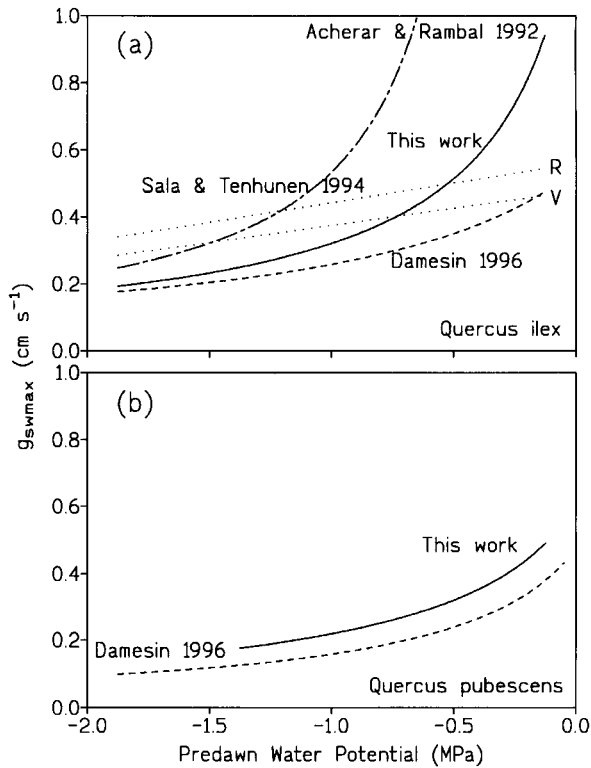 1.0
(a)
Acherar & Rambal 1992
0.8
This work
0.6
R
Sala & Tenhunen 1994
V
0.4
Damesin 1996
0.2
Quercus ilex
0.0
gswmax (cm s⁻¹)
1.0
(b)
0.8
0.6
This work
0.4
Damesin 1996
0.2
Quercus pubescens
0.0
-2.0 -1.5 -1.0 -0.5 0.0
Predawn Water Potential (MPa)